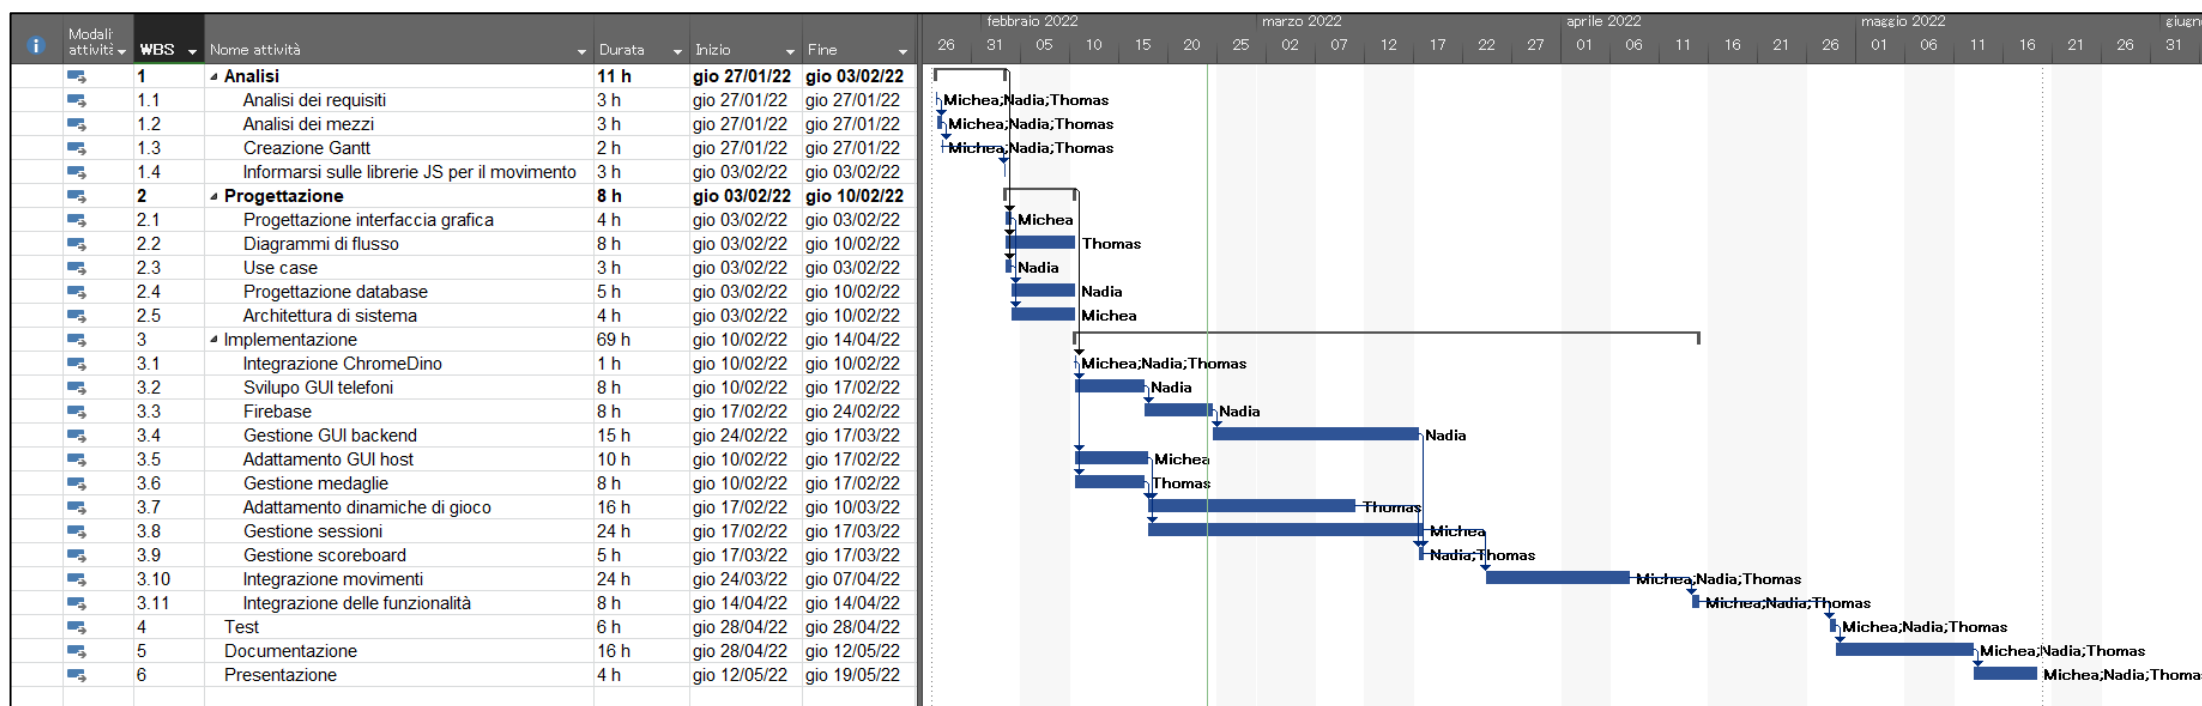 febbraio 2022 marzo 2022 aprile 2022 maggio 2022
Modali
attività WBS Nome attività Durata Inizio Fine 26 31 05 10 15 20 25 02 07 12 17 22 27 01 06 11 16 21 26 01 06 11 16 21 26 31
1 Analisi 11 h gio 27/01/22 gio 03/02/22
1.1 Analisi dei requisiti 3 h gio 27/01/22 gio 27/01/22 Michea;Nadia;Thomas
1.2 Analisi dei mezzi 3 h gio 27/01/22 gio 27/01/22 Michea;Nadia;Thomas
1.3 Creazione Gantt 2 h gio 27/01/22 gio 27/01/22 Michea;Nadia;Thomas
1.4 Informarsi sulle librerie JS per il movimento 3 h gio 03/02/22 gio 03/02/22
2 Progettazione 8 h gio 03/02/22 gio 10/02/22
2.1 Progettazione interfaccia grafica 4 h gio 03/02/22 gio 03/02/22 Michea
2.2 Diagrammi di flusso 8 h gio 03/02/22 gio 10/02/22 Thomas
2.3 Use case 3 h gio 03/02/22 gio 03/02/22 Nadia
2.4 Progettazione database 5 h gio 03/02/22 gio 10/02/22 Nadia
2.5 Architettura di sistema 4 h gio 03/02/22 gio 10/02/22 Michea
3 Implementazione 69 h gio 10/02/22 gio 14/04/22
3.1 Integrazione ChromeDino 1 h gio 10/02/22 gio 10/02/22 Michea;Nadia;Thomas
3.2 Svilupo GUI telefoni 8 h gio 10/02/22 gio 17/02/22 Nadia
3.3 Firebase 8 h gio 17/02/22 gio 24/02/22 Nadia
3.4 Gestione GUI backend 15 h gio 24/02/22 gio 17/03/22 Nadia
3.5 Adattamento GUI host 10 h gio 10/02/22 gio 17/02/22 Michea
3.6 Gestione medaglie 8 h gio 10/02/22 gio 17/02/22 Thomas
3.7 Adattamento dinamiche di gioco 16 h gio 17/02/22 gio 10/03/22 Thomas
3.8 Gestione sessioni 24 h gio 17/02/22 gio 17/03/22 Michea
3.9 Gestione scoreboard 5 h gio 17/03/22 gio 17/03/22 Nadia;Thomas
3.10 Integrazione movimenti 24 h gio 24/03/22 gio 07/04/22 Michea;Nadia;Thomas
3.11 Integrazione delle funzionalità 8 h gio 14/04/22 gio 14/04/22 Michea;Nadia;Thomas
4 Test 6 h gio 28/04/22 gio 28/04/22 Michea;Nadia;Thomas
5 Documentazione 16 h gio 28/04/22 gio 12/05/22 Michea;Nadia;Thomas
6 Presentazione 4 h gio 12/05/22 gio 19/05/22 Michea;Nadia;Thomas